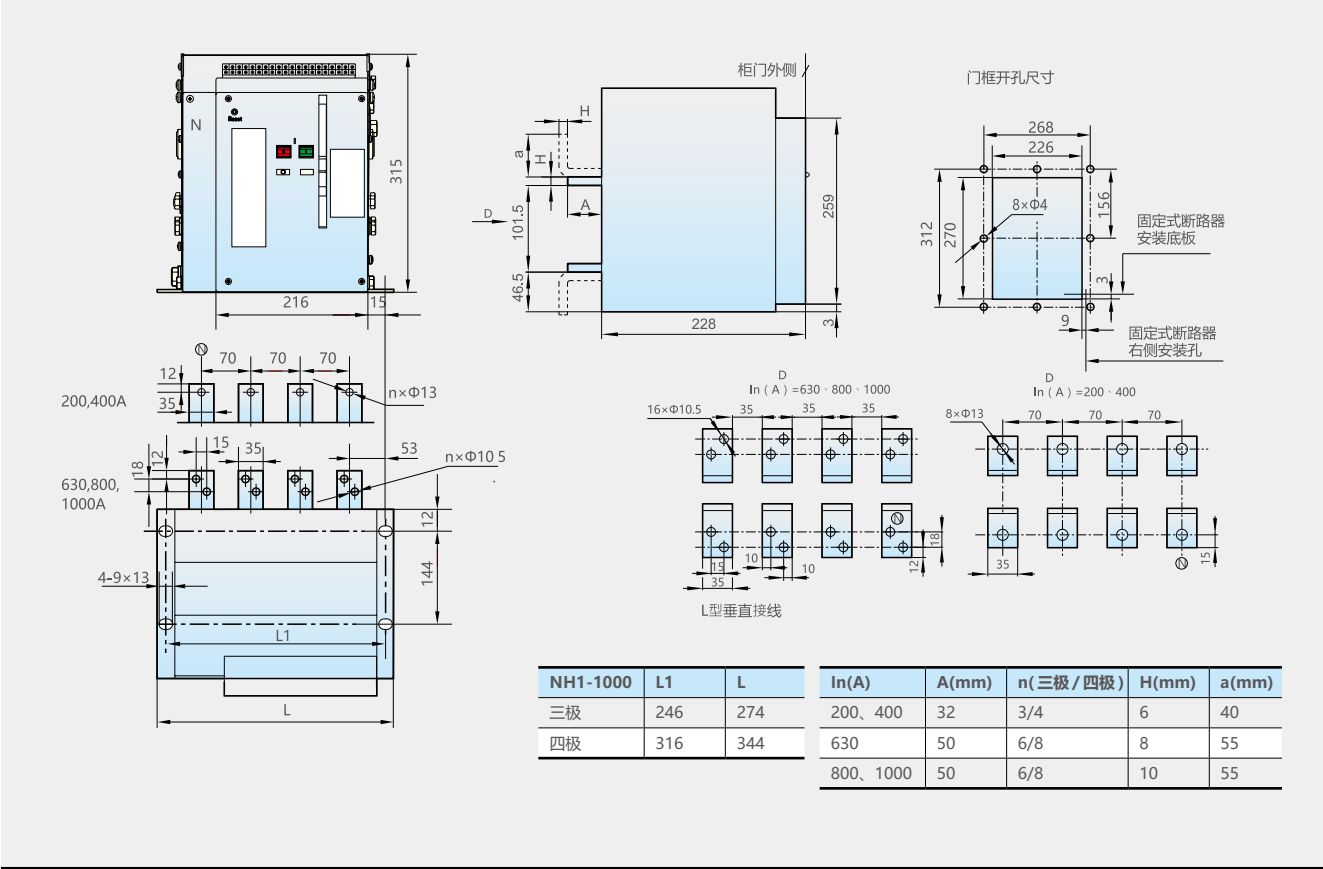 N
Reset
I
315
216
15
柜门外侧
H
a
H
A
D
101.5
46.5
259
228
3
门框开孔尺寸
268
226
8×Φ4
312
270
156
3
9
固定式断路器
安装底板
固定式断路器
右侧安装孔
N
70
70
70
12
35
200,400A
n×Φ13
15
35
53
12
18
630,800,
1000A
n×Φ10 5
.
12
144
4-9×13
L1
L
D
In（A）=630、800、1000
16×Φ10.5
35
35
35
N
18
12
10
15
35
10
L型垂直接线
D
In（A）=200、400
8×Φ13
70
70
70
35
15
N
NH1-1000 L1 L
三极 246 274
四极 316 344
In(A) A(mm) n(三极/四极) H(mm) a(mm)
200、400 32 3/4 6 40
630 50 6/8 8 55
800、1000 50 6/8 10 55